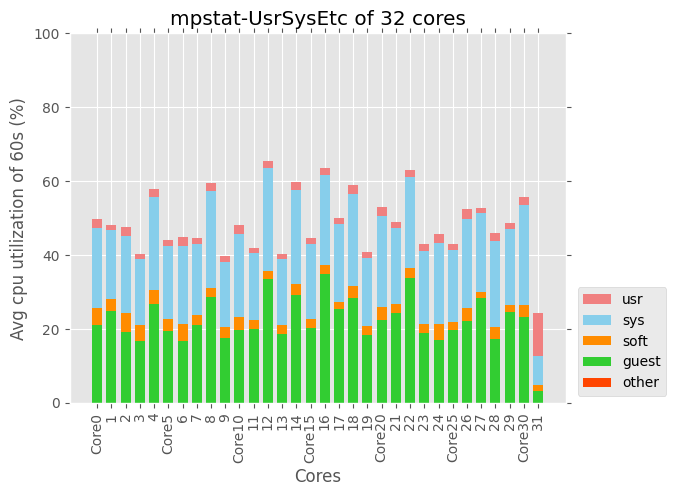 mpstat-UsrSysEtc of 32 cores
Avg cpu utilization of 60s (%)
100
80
60
40
20
0
Core0
1
2
3
4
Core5
6
7
8
9
Core10
11
12
13
14
Core15
16
17
18
19
Core20
21
22
23
24
Core25
26
27
28
29
Core30
31
Cores
usr
sys
soft
guest
other